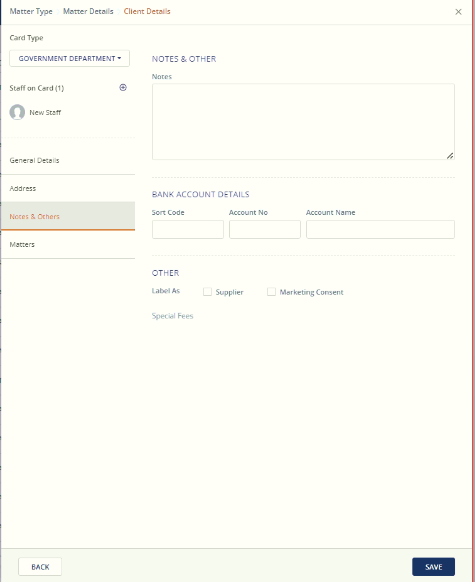 Matter Type Matter Details Client Details
Card Type
GOVERNMENT DEPARTMENT
Staff on Card (1)
New Staff
General Details
Address
Notes & Others
Matters
NOTES & OTHER
Notes
BANK ACCOUNT DETAILS
Sort Code Account No Account Name
OTHER
Label As Supplier Marketing Consent
Special Fees
BACK SAVE